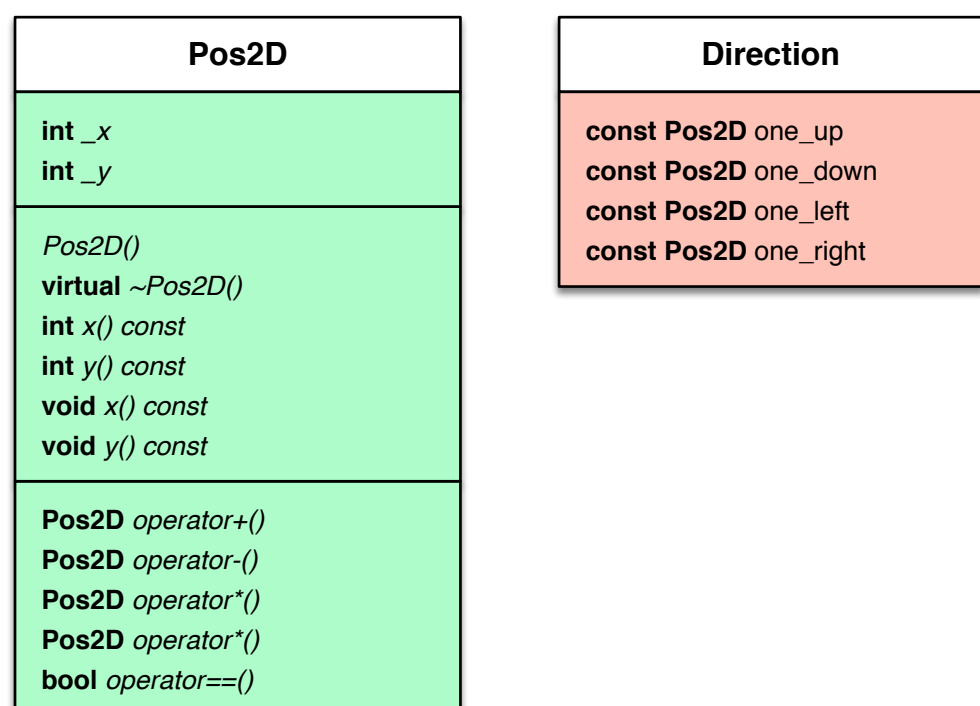 Pos2D
int _x
int _y
Pos2D()
virtual ~Pos2D()
int x() const
int y() const
void x() const
void y() const
Pos2D operator+()
Pos2D operator-()
Pos2D operator*()
Pos2D operator*()
bool operator==()
Direction
const Pos2D one_up
const Pos2D one_down
const Pos2D one_left
const Pos2D one_right